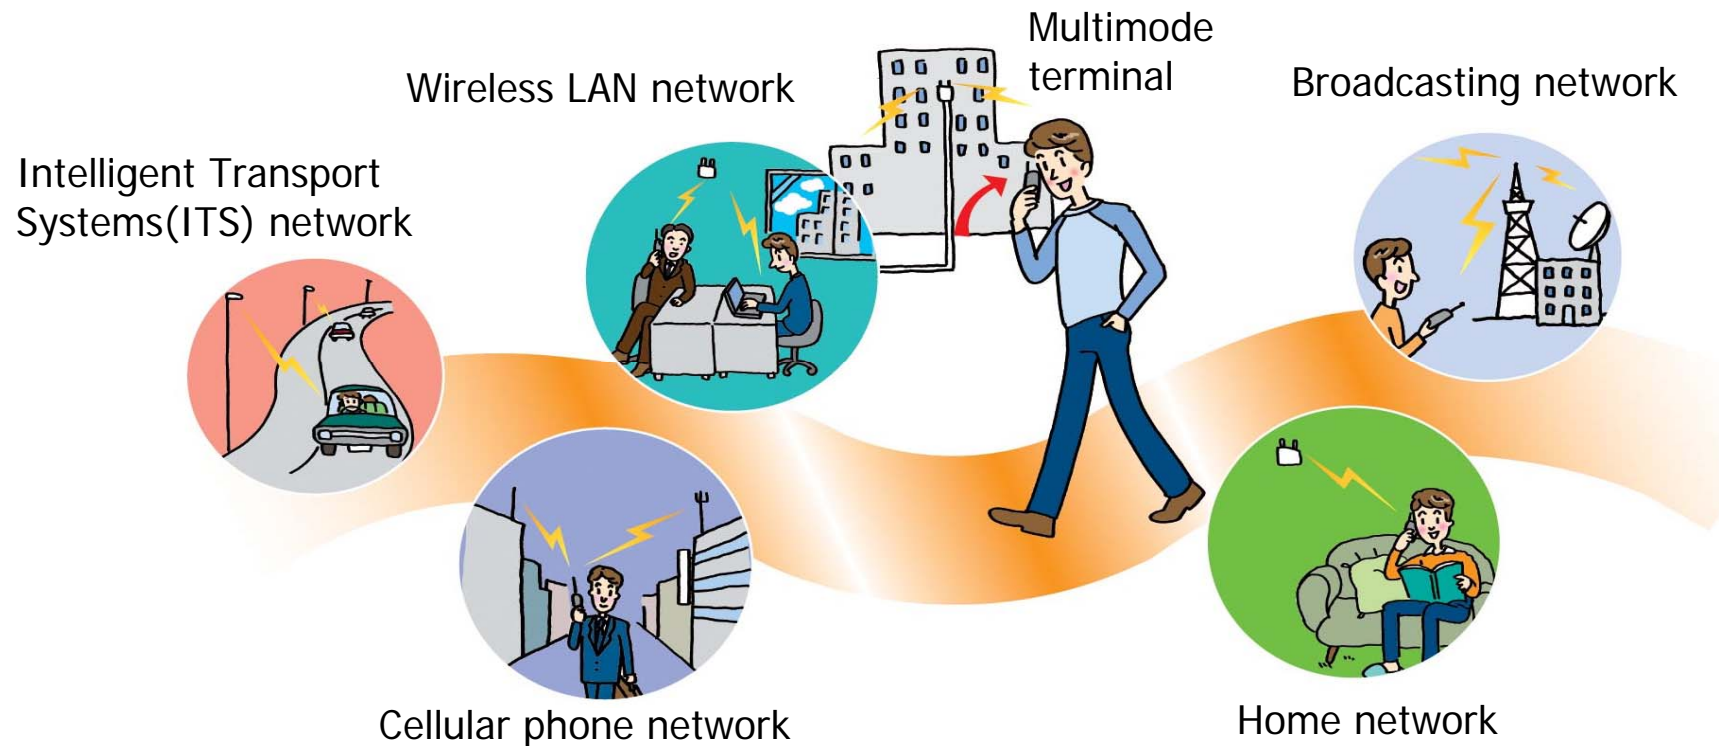 Multimode
terminal
Wireless LAN network
Broadcasting network
Intelligent Transport
Systems(ITS) network
Cellular phone network
Home network